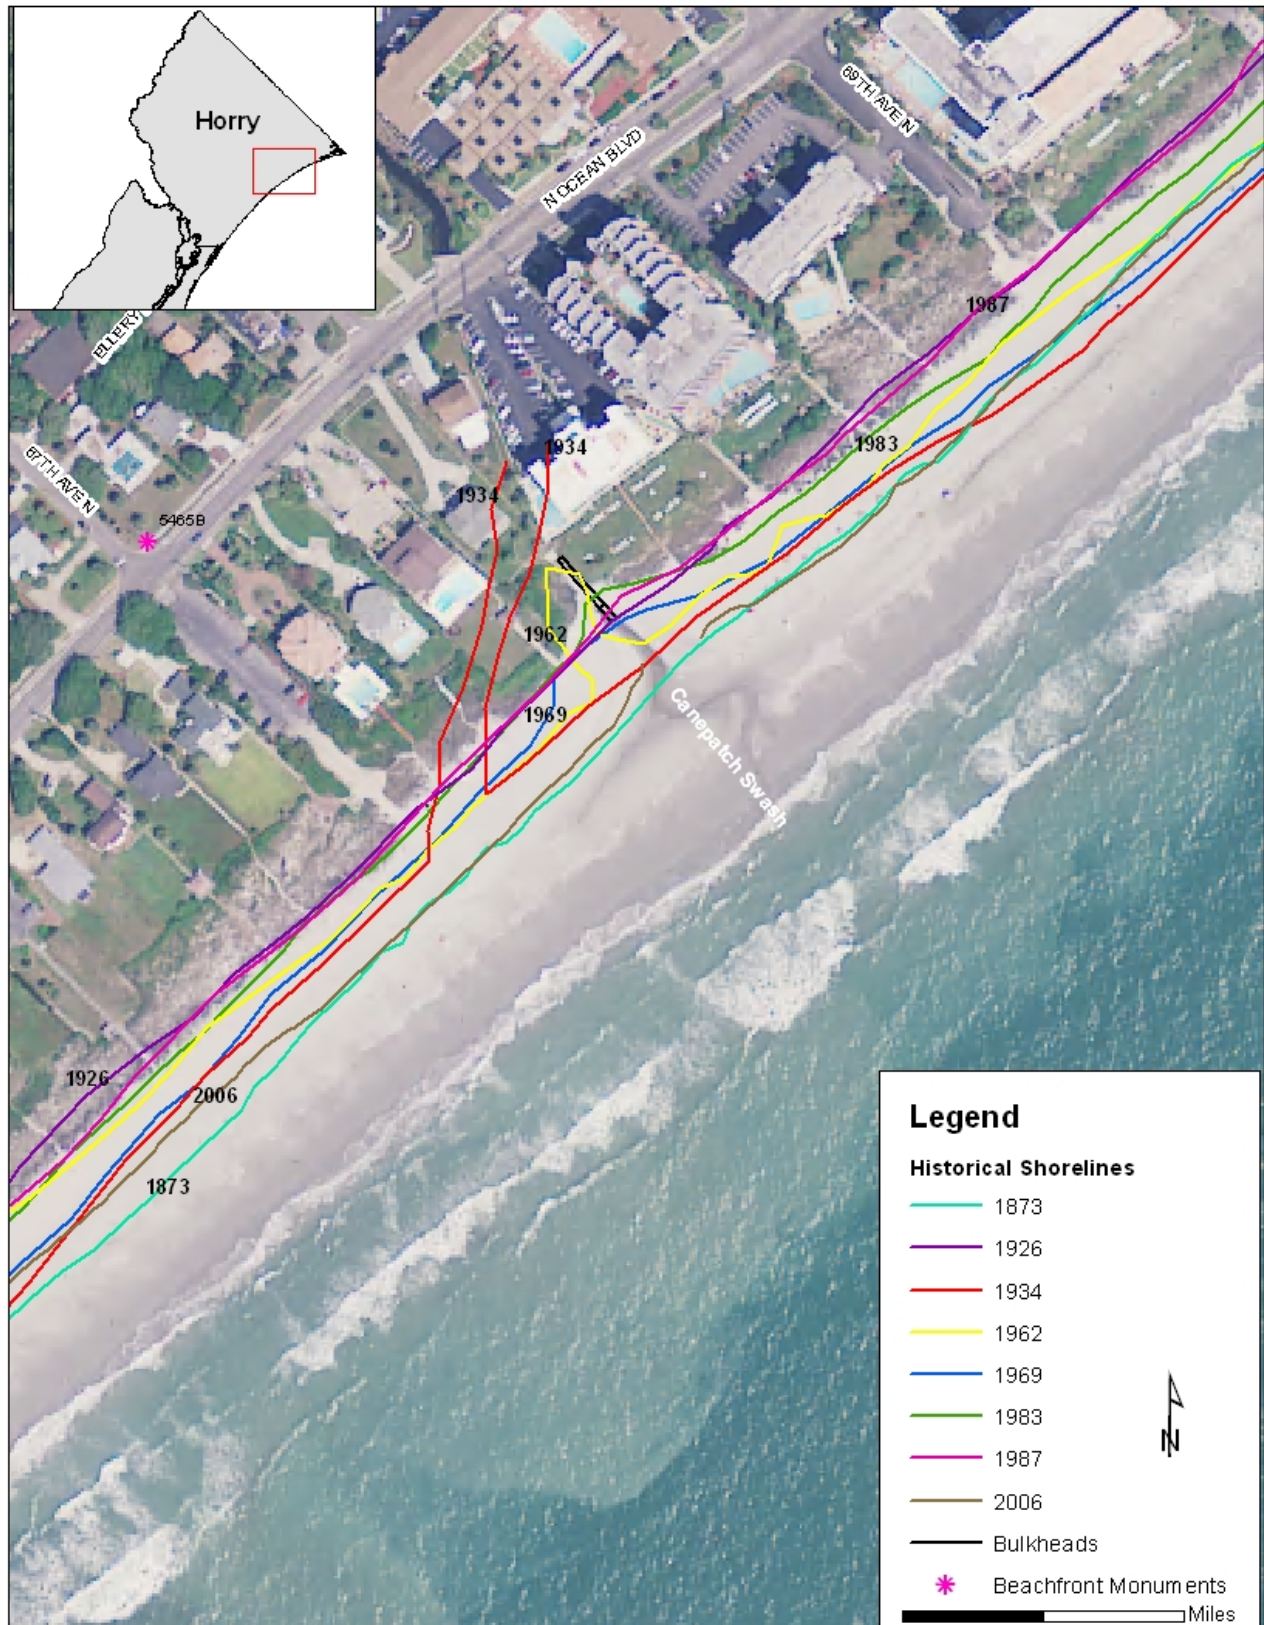 Horry
69TH AVE N
N OCEAN BLVD
ELLERY
1987
1983
1934
1934
67TH AVE N
5465B
1962
1969
Canepatch Swash
1926
2006
1873
Legend
Historical Shorelines
1873
1926
1934
1962
1969
1983
1987
2006
Bulkheads
Beachfront Monuments
Miles
N